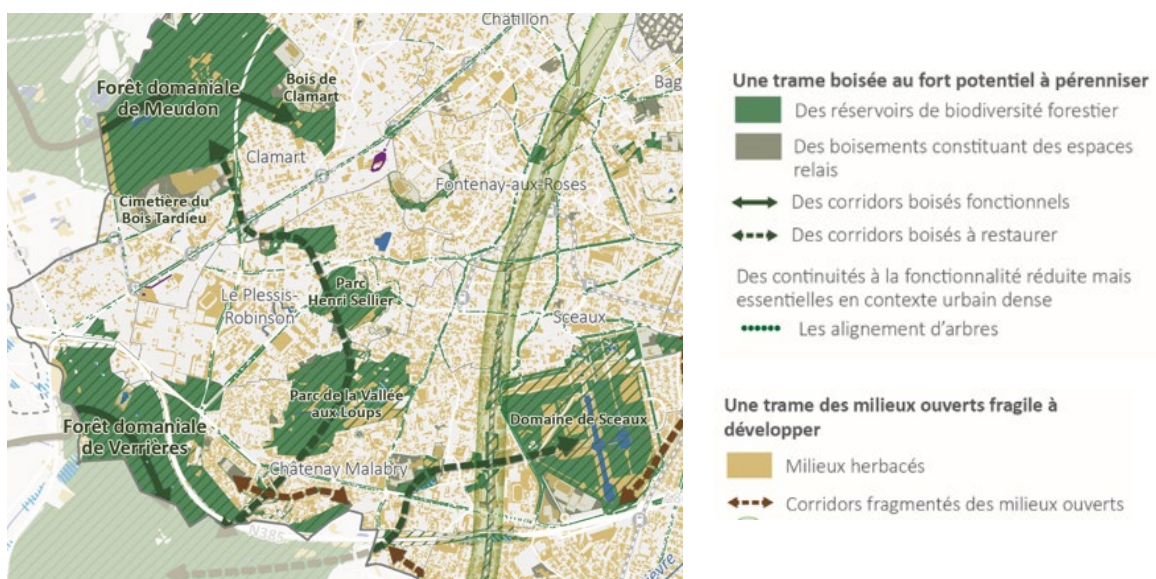 Châtillon
Bag
Forêt domaniale
de Meudon
Bois de
Clamart
Clamart
Fontenay-aux-Roses
Cimetière du
Bois Tardieu
Parc
Henri Sellier
Le Plessis-
Robinson
Sceaux
Parc de la Vallée
aux Loups
Domaine de Sceaux
Forêt domaniale
de Verrières
Châtenay Malabry
N385
ièvre
Une trame boisée au fort potentiel à pérenniser
Des réservoirs de biodiversité forestier
Des boisements constituant des espaces
relais
Des corridors boisés fonctionnels
Des corridors boisés à restaurer
Des continuités à la fonctionnalité réduite mais
essentielles en contexte urbain dense
Les alignement d'arbres
Une trame des milieux ouverts fragile à
développer
Milieux herbacés
Corridors fragmentés des milieux ouverts